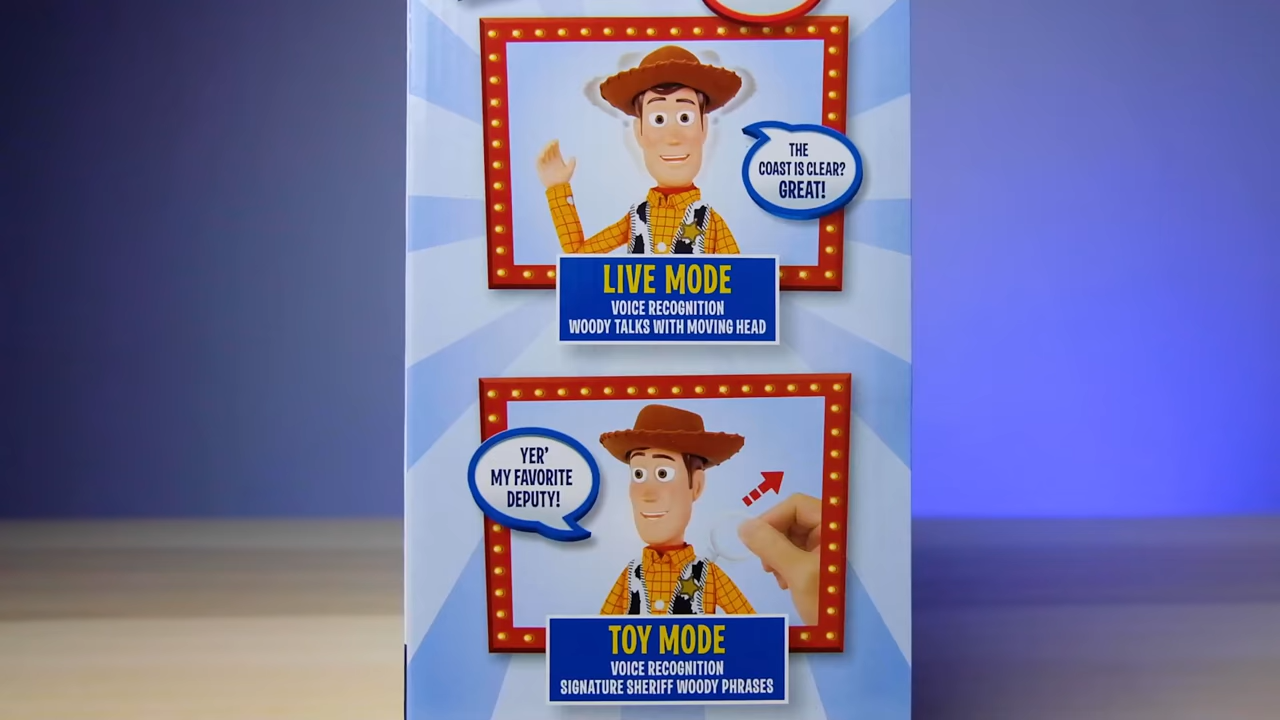 THE
COAST IS CLEAR?
GREAT!
LIVE MODE
VOICE RECOGNITION
WOODY TALKS WITH MOVING HEAD
YER'
MY FAVORITE
DEPUTY!
TOY MODE
VOICE RECOGNITION
SIGNATURE SHERIFF WOODY PHRASES